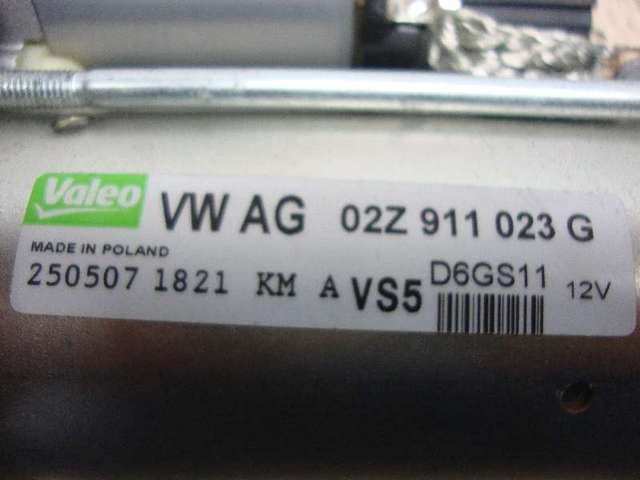 Valeo VW AG 02Z 911 023 G
MADE IN POLAND
250507 1821 KM A VS5 D6GS11 12V